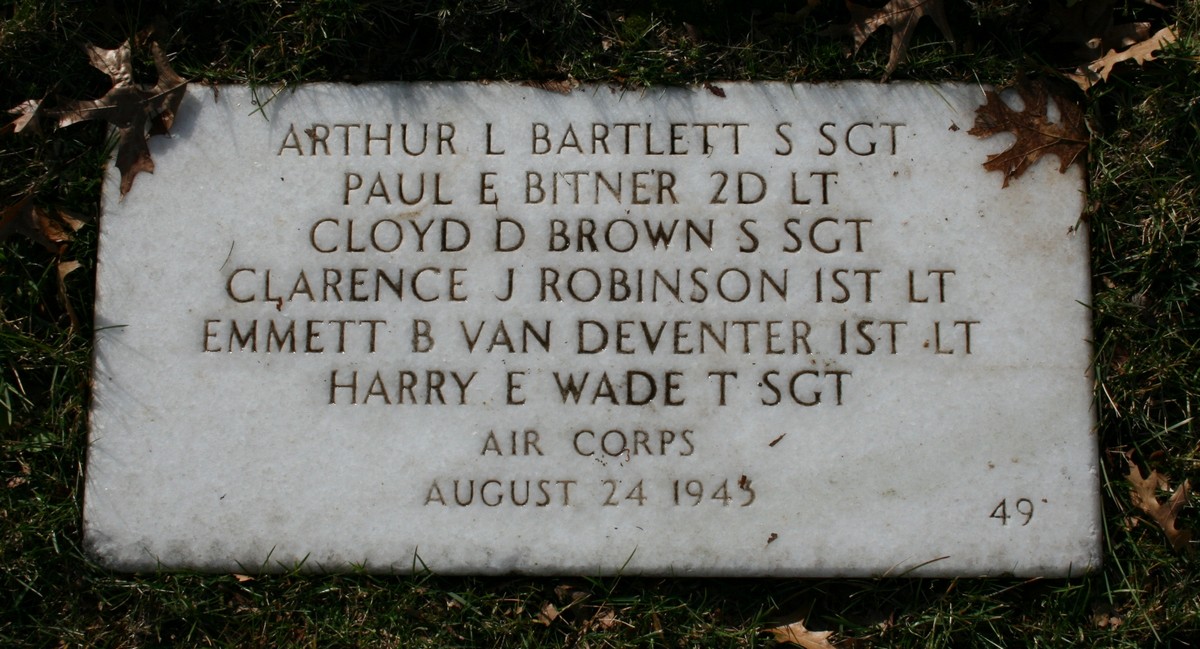 ARTHUR L BARTLETT S SGT
PAUL E BITNER 2D LT
CLOYD D BROWN S SGT
CLARENCE J ROBINSON 1ST LT
EMMETT B VAN DEVENTER 1ST LT
HARRY E WADE T SGT
AIR CORPS
AUGUST 24 1943
49